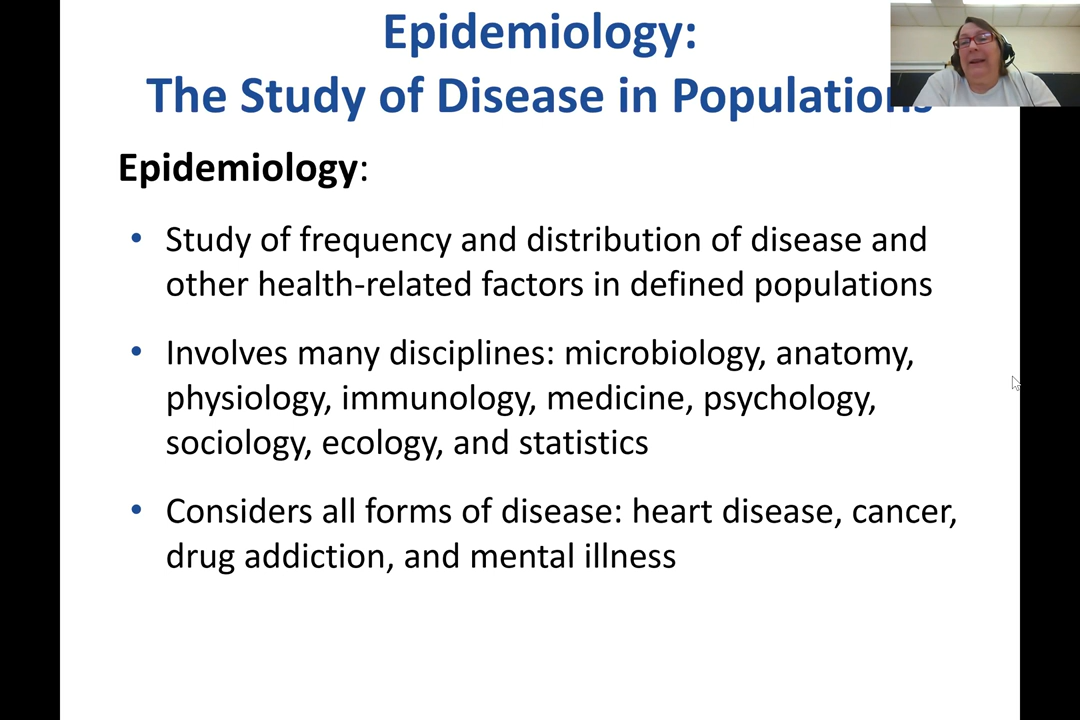 Epidemiology:
The Study of Disease in Populations
Epidemiology:
• Study of frequency and distribution of disease and
other health-related factors in defined populations
• Involves many disciplines: microbiology, anatomy,
physiology, immunology, medicine, psychology,
sociology, ecology, and statistics
• Considers all forms of disease: heart disease, cancer,
drug addiction, and mental illness